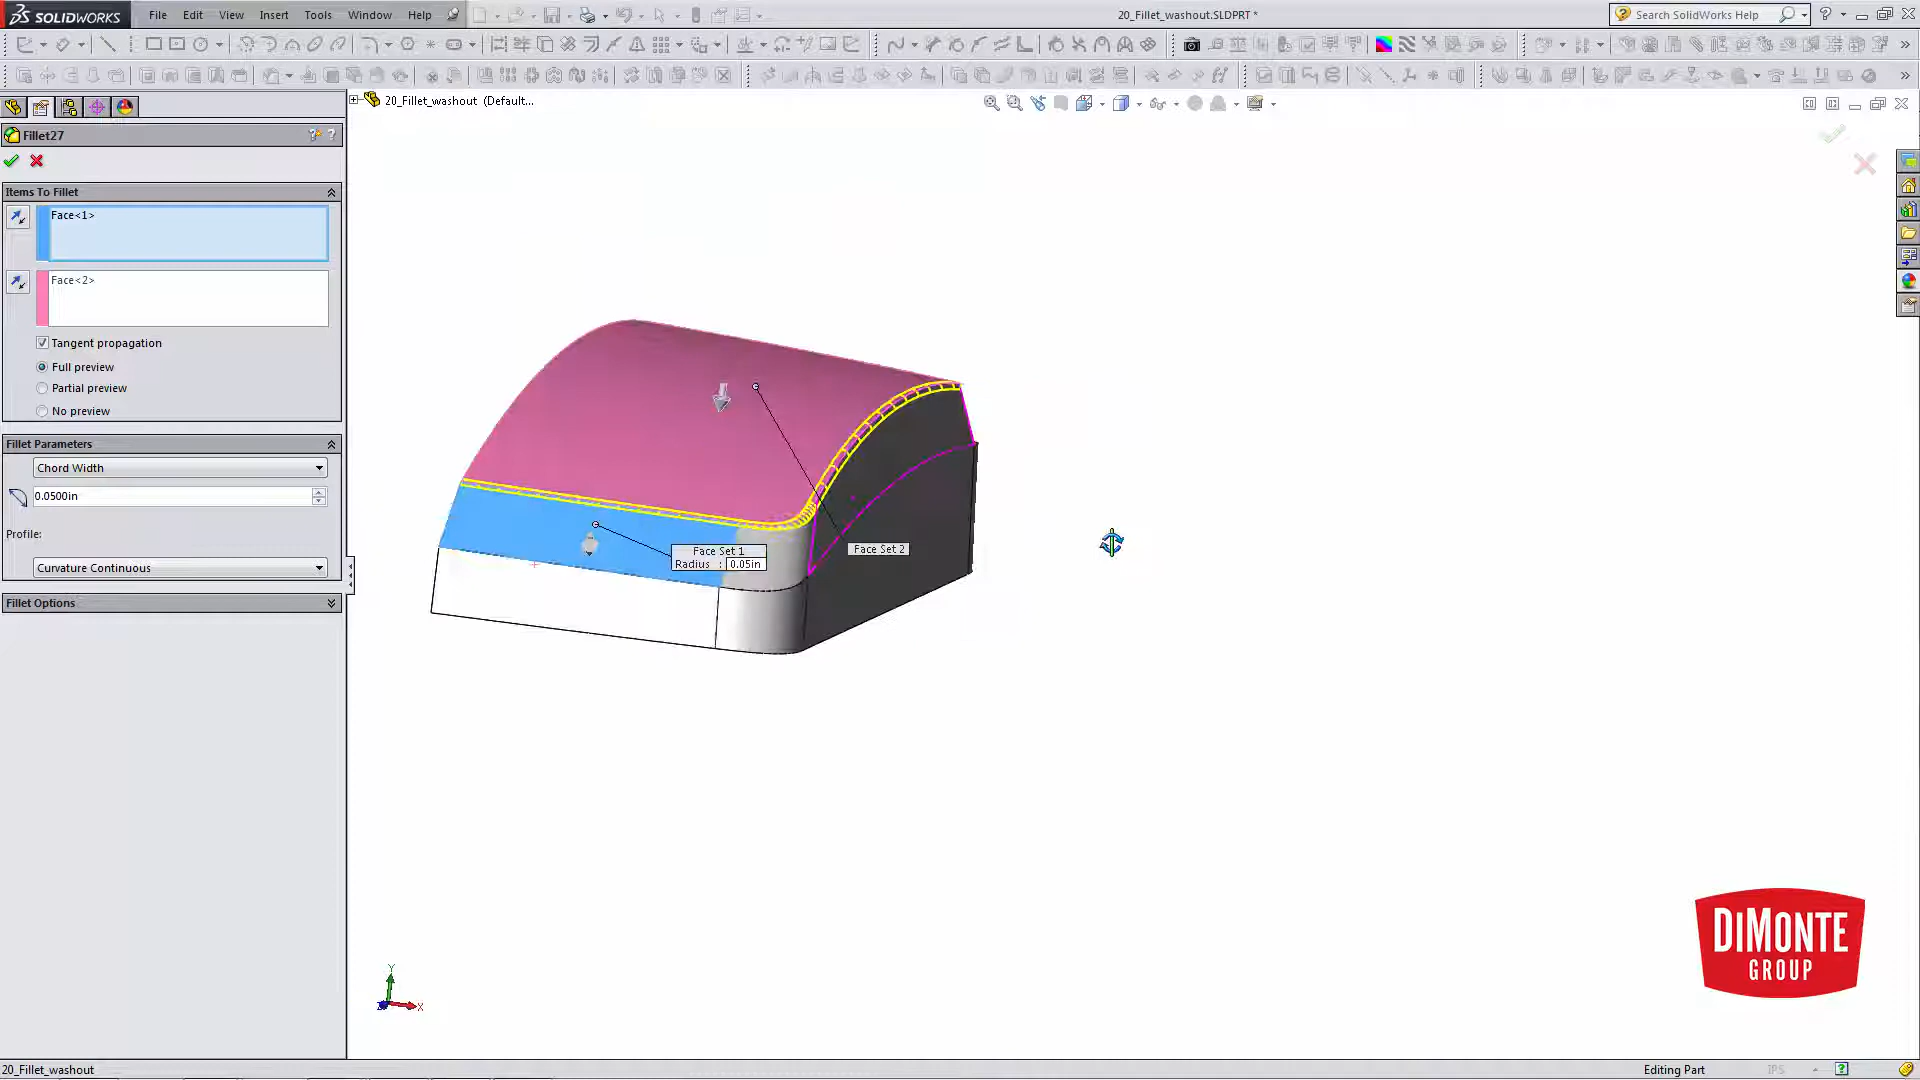 SOLIDWORKS
File Edit View Insert Tools Window Help
20_Fillet_washout.SLDPRT *
Search SolidWorks Help
20_Fillet_washout (Default...
Fillet27
Items To Fillet
Face<1>
Face<2>
Tangent propagation
Full preview
Partial preview
No preview
Fillet Parameters
Chord Width
0.0500in
Profile:
Curvature Continuous
Fillet Options
Face Set 1
Radius : 0.05in
Face Set 2
Y
X
DIMONTE
GROUP
20_Fillet_washout
Editing Part
IPS